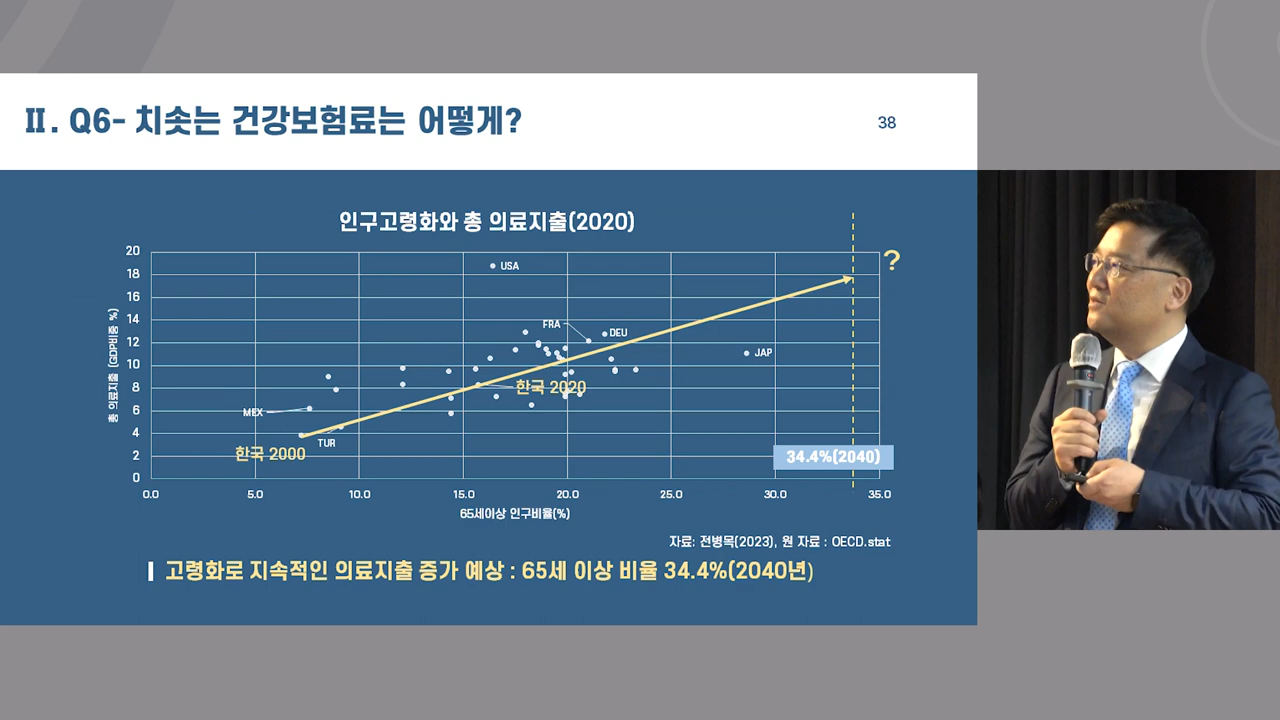 Ⅱ. Q6- 치솟는 건강보험료는 어떻게?
38
인구고령화와 총 의료지출(2020)
총 의료지출 (GDP비중 %)
20
18
16
14
12
10
8
6
4
2
0
USA
FRA
DEU
JAP
한국 2020
MEX
TUR
한국 2000
?
34.4%(2040)
0.0 5.0 10.0 15.0 20.0 25.0 30.0 35.0
65세이상 인구비율(%)
자료: 전병목(2023), 원 자료 : OECD.stat
고령화로 지속적인 의료지출 증가 예상 : 65세 이상 비율 34.4%(2040년)